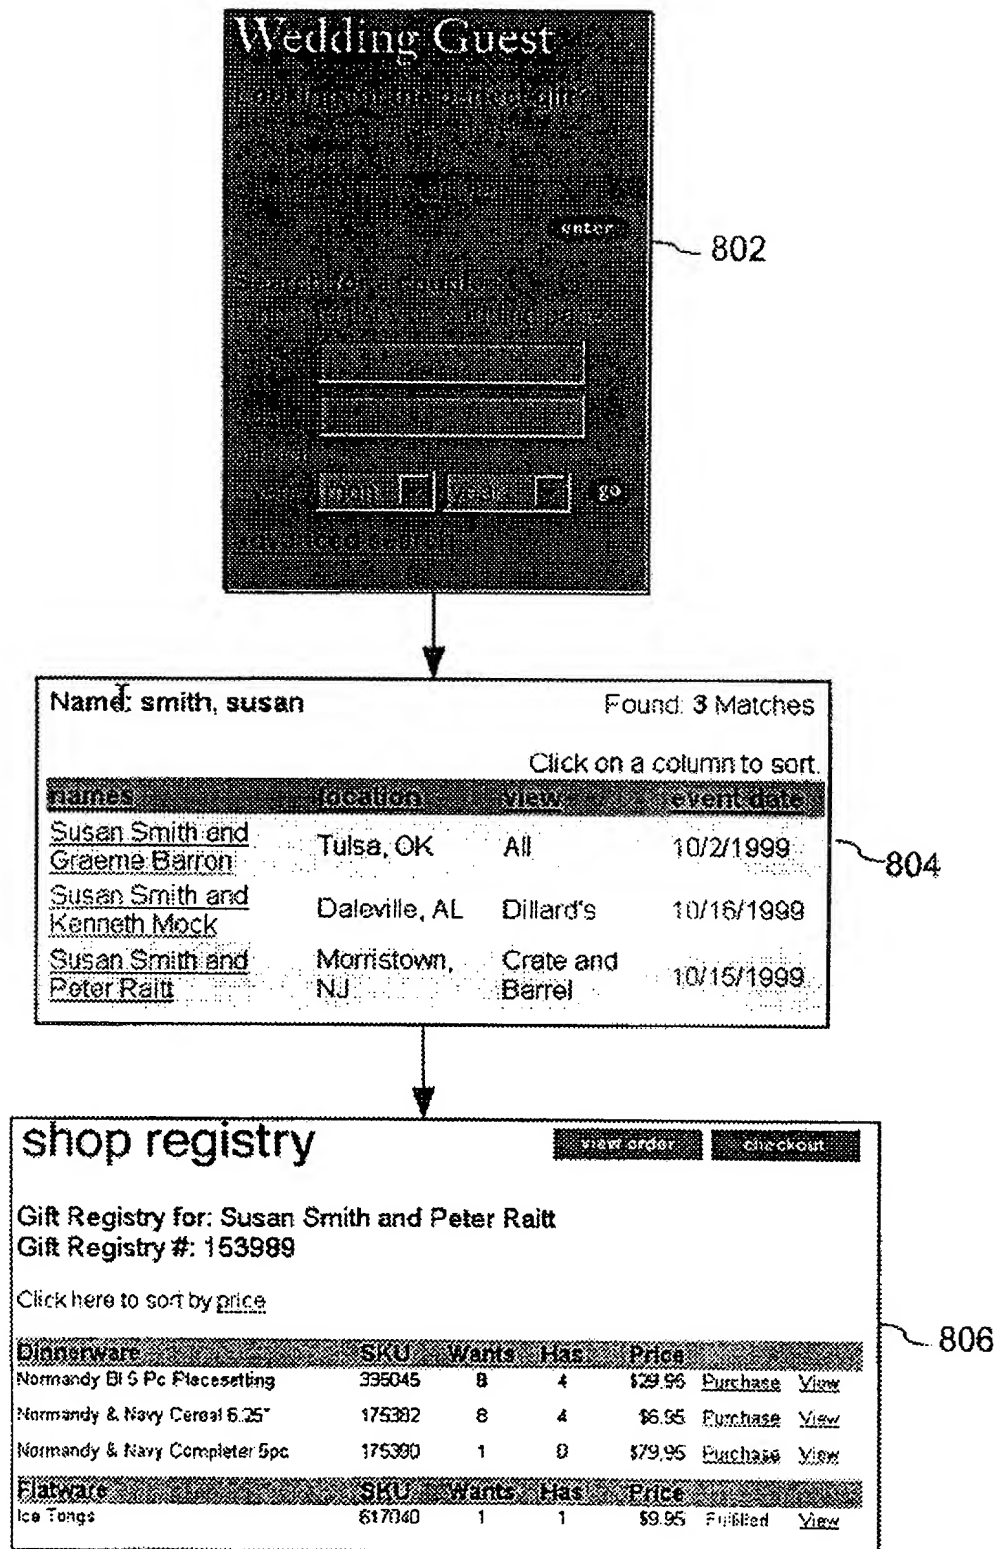 Wedding Guest
enter
802
go
advanced search
Name: smith, susan Found: 3 Matches
Click on a column to sort.
names location view event date
Susan Smith and Graeme Barron Tulsa, OK All 10/2/1999
Susan Smith and Kenneth Mock Daleville, AL Dillard's 10/16/1999
Susan Smith and Peter Raitt Morristown, NJ Crate and Barrel 10/15/1999
804
shop registry view order checkout
Gift Registry for: Susan Smith and Peter Raitt
Gift Registry #: 153989
Click here to sort by price
806
Dinnerware SKU Wants Has Price
Normandy Bl 5 Pc Placesetting 8 4 Purchase View
Normandy & Navy Cereal 6.25" 8 4 $6.95 Purchase View
Normandy & Navy Completer 5pc 1 0 $79.95 Purchase View
Flatware SKU Wants Has Price
Ice Tongs 617040 1 1 $9.95 Fulfilled View